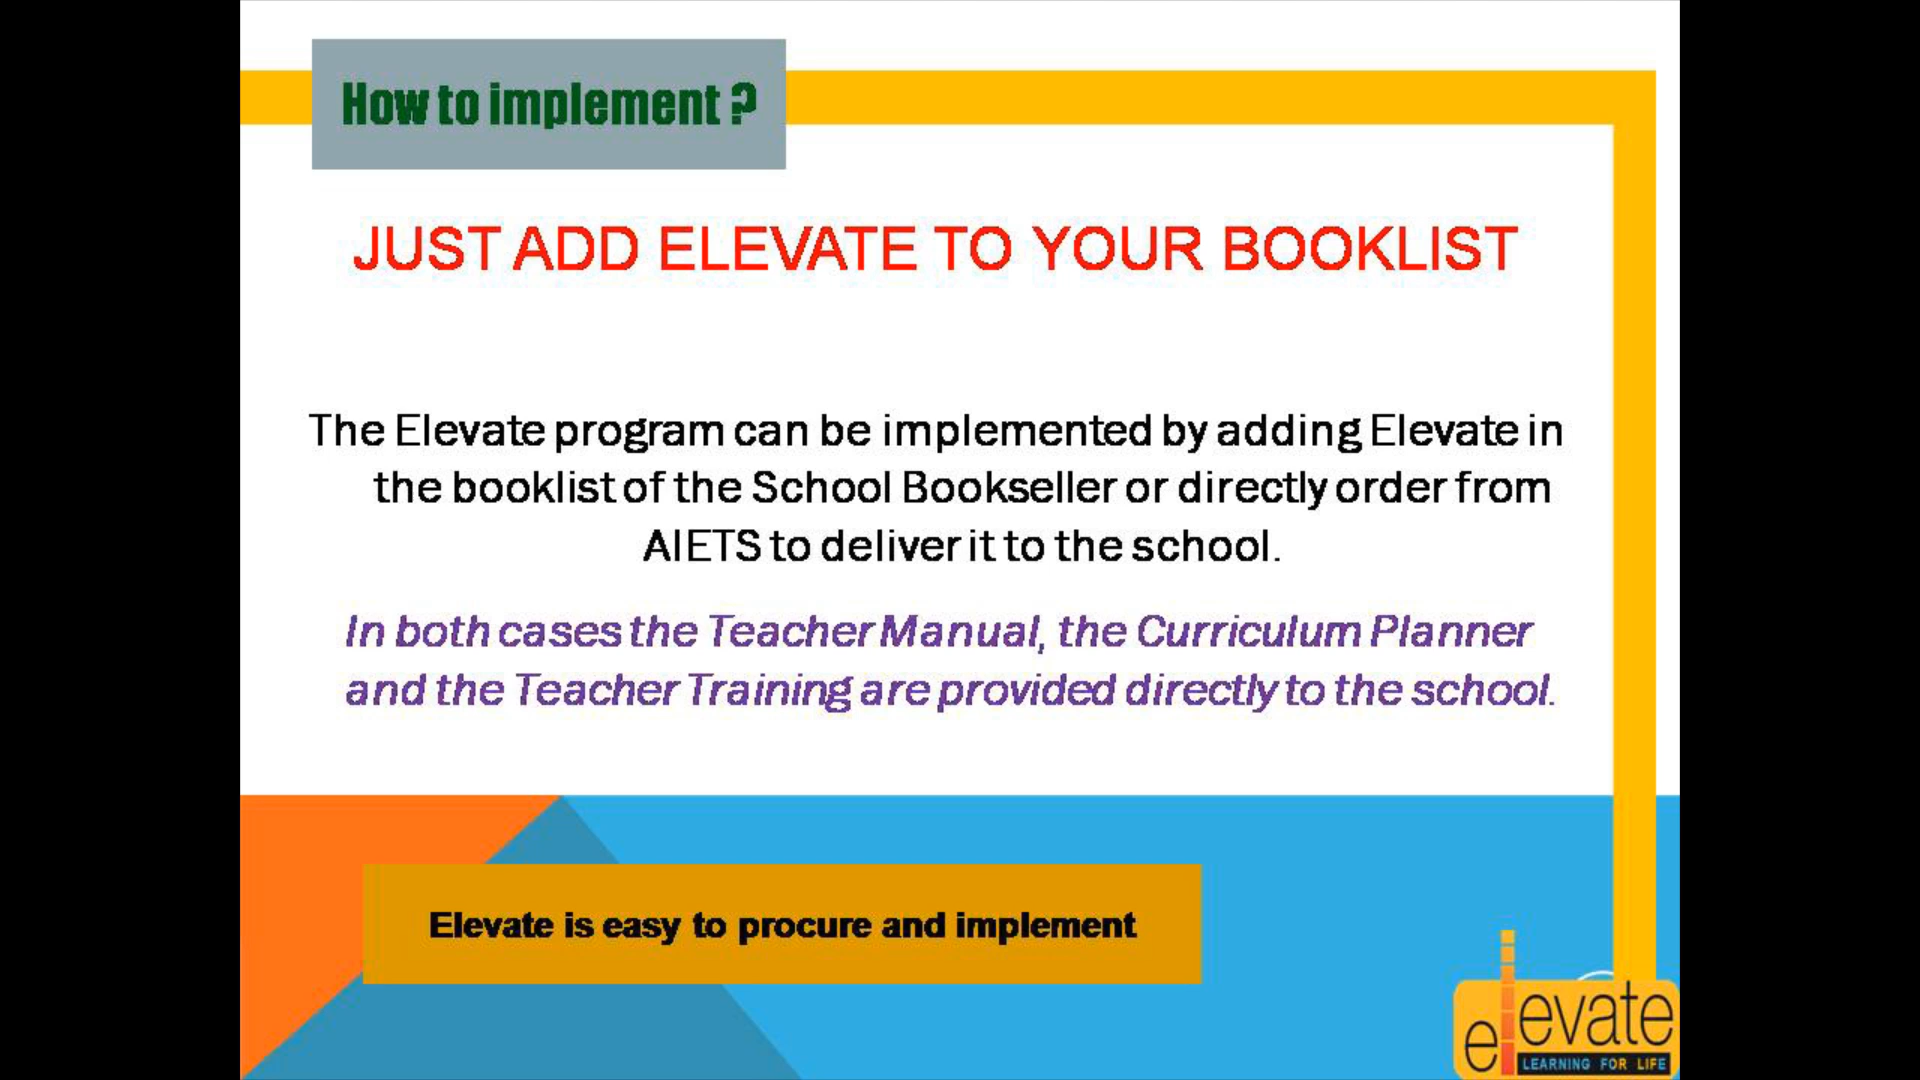 How to implement ?
JUST ADD ELEVATE TO YOUR BOOKLIST
The Elevate program can be implemented by adding Elevate in
the booklist of the School Bookseller or directly order from
AIETS to deliver it to the school.
In both cases the Teacher Manual, the Curriculum Planner
and the Teacher Training are provided directly to the school.
Elevate is easy to procure and implement
elevate
LEARNING FOR LIFE